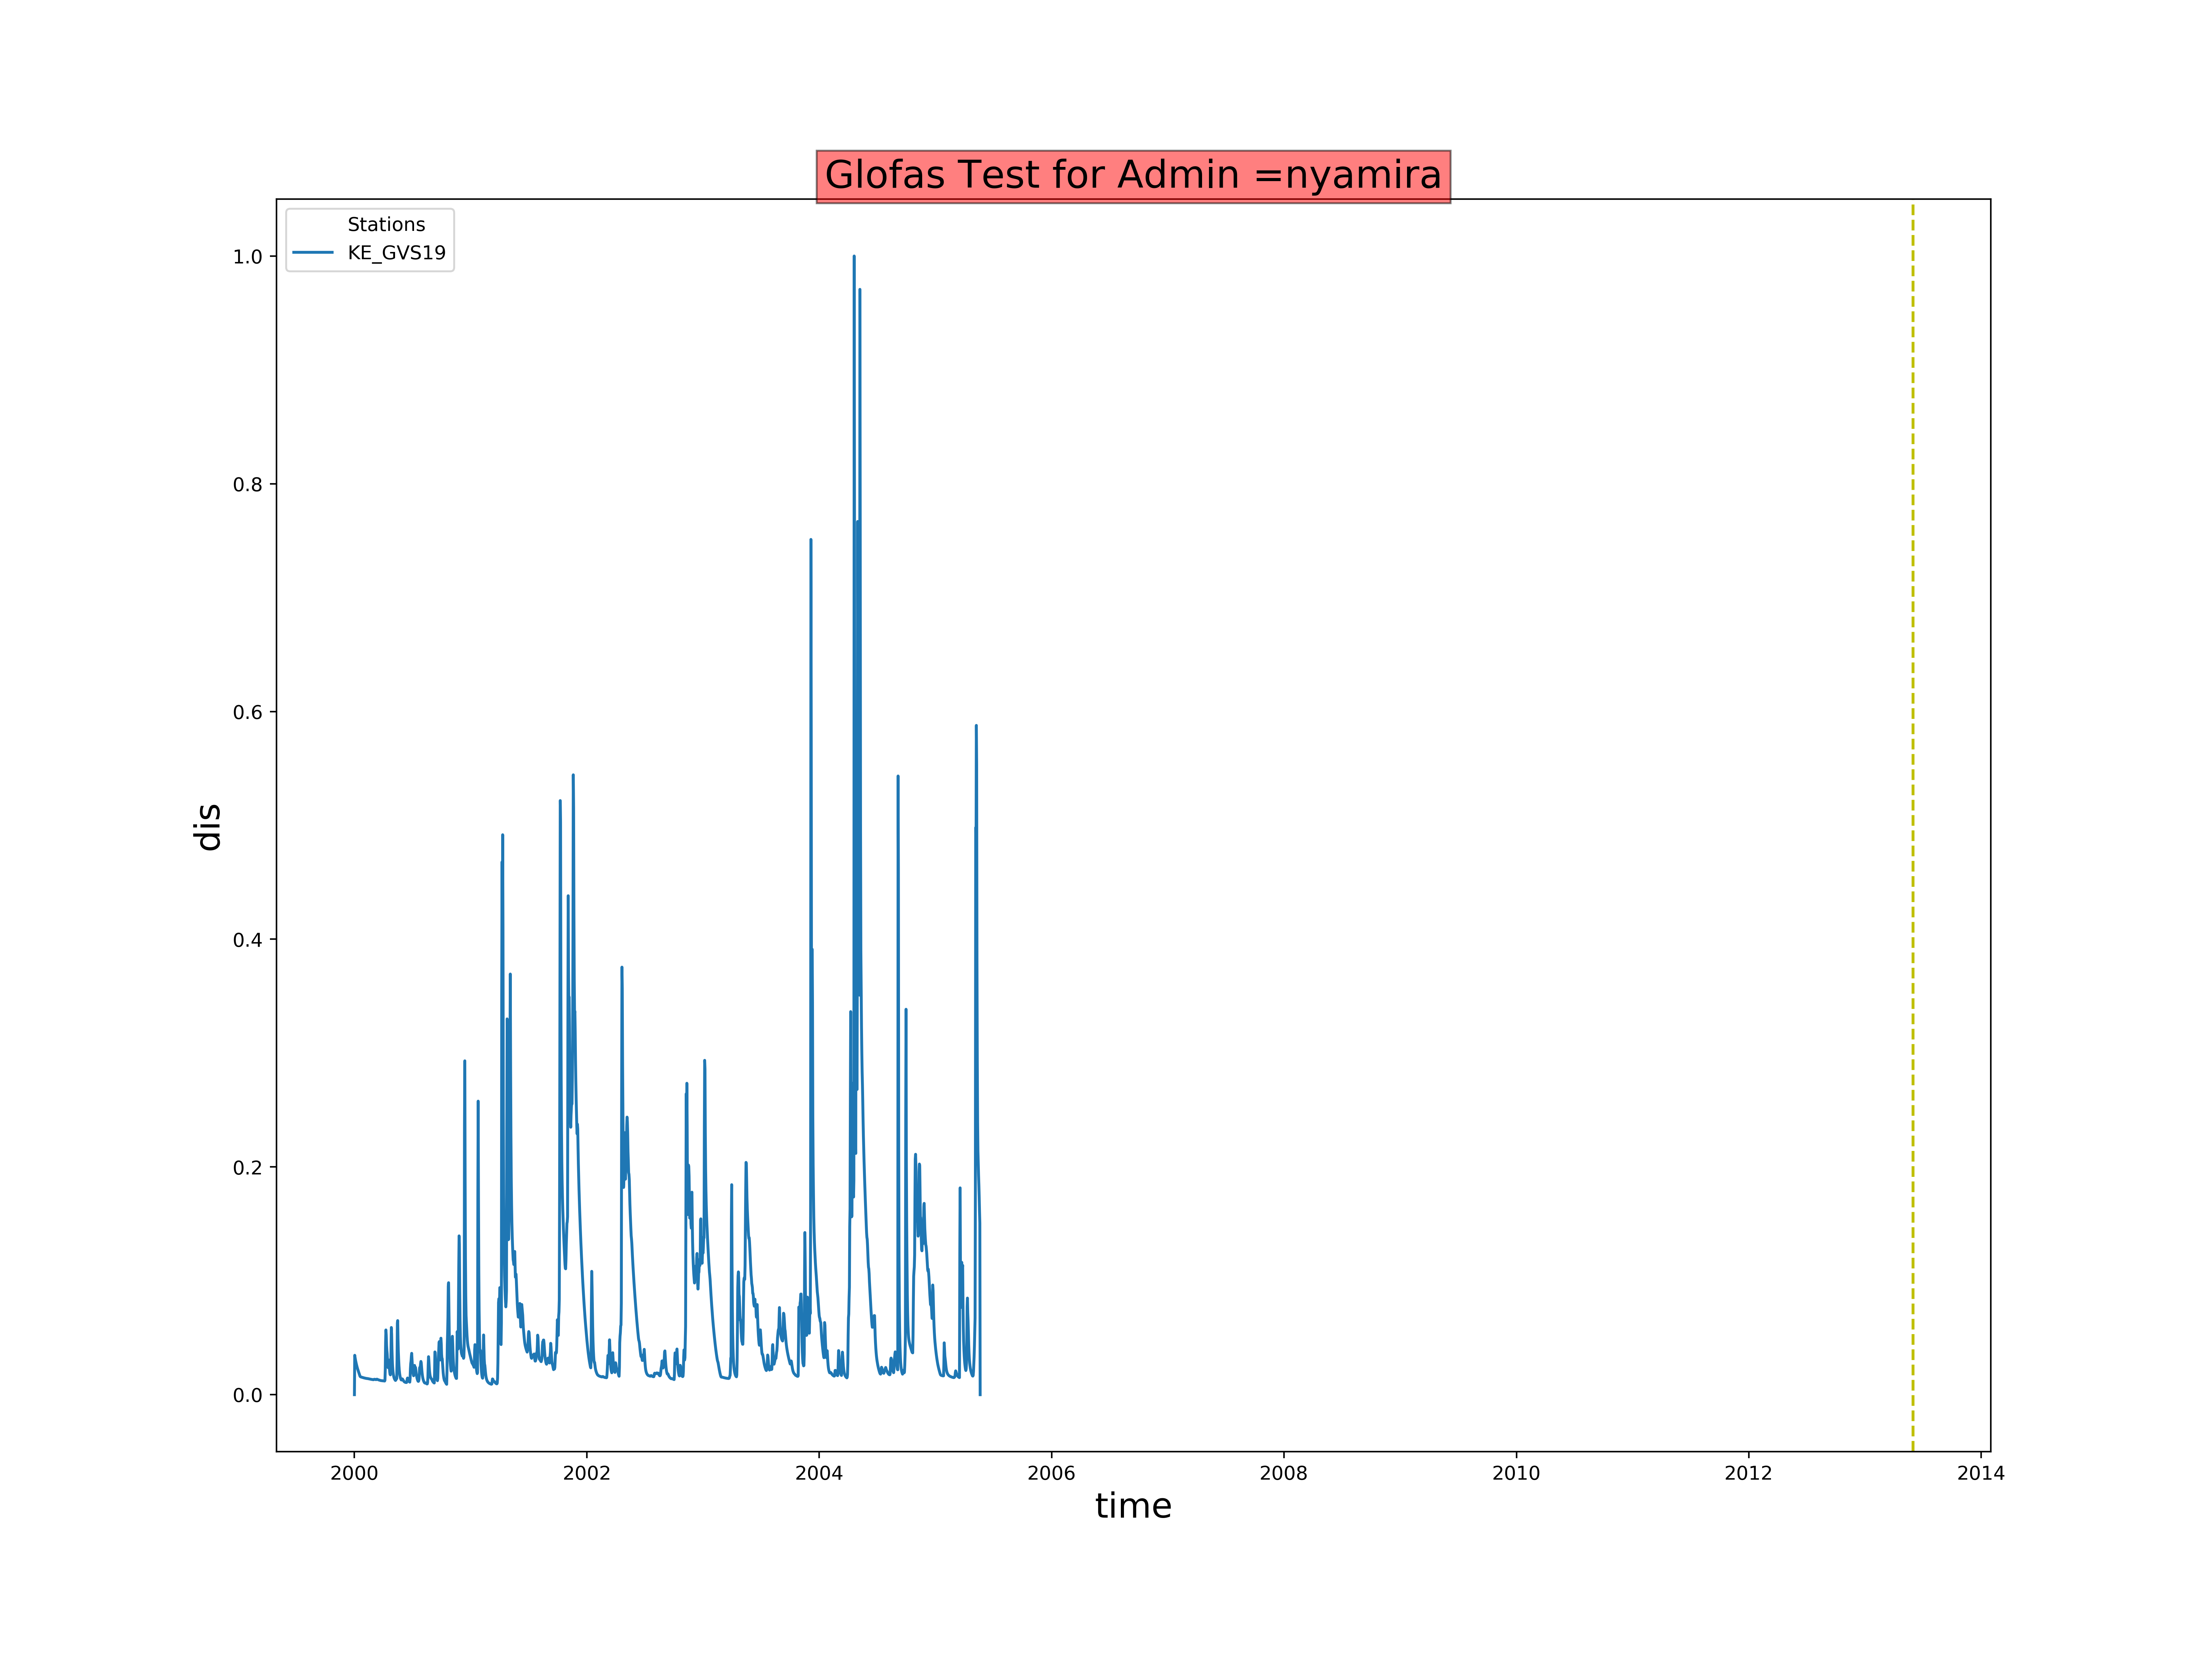 Glofas Test for Admin =nyamira
Stations
KE_GVS19
1.0
0.8
0.6
0.4
0.2
0.0
dis
2000 2002 2004 2006 2008 2010 2012 2014
time